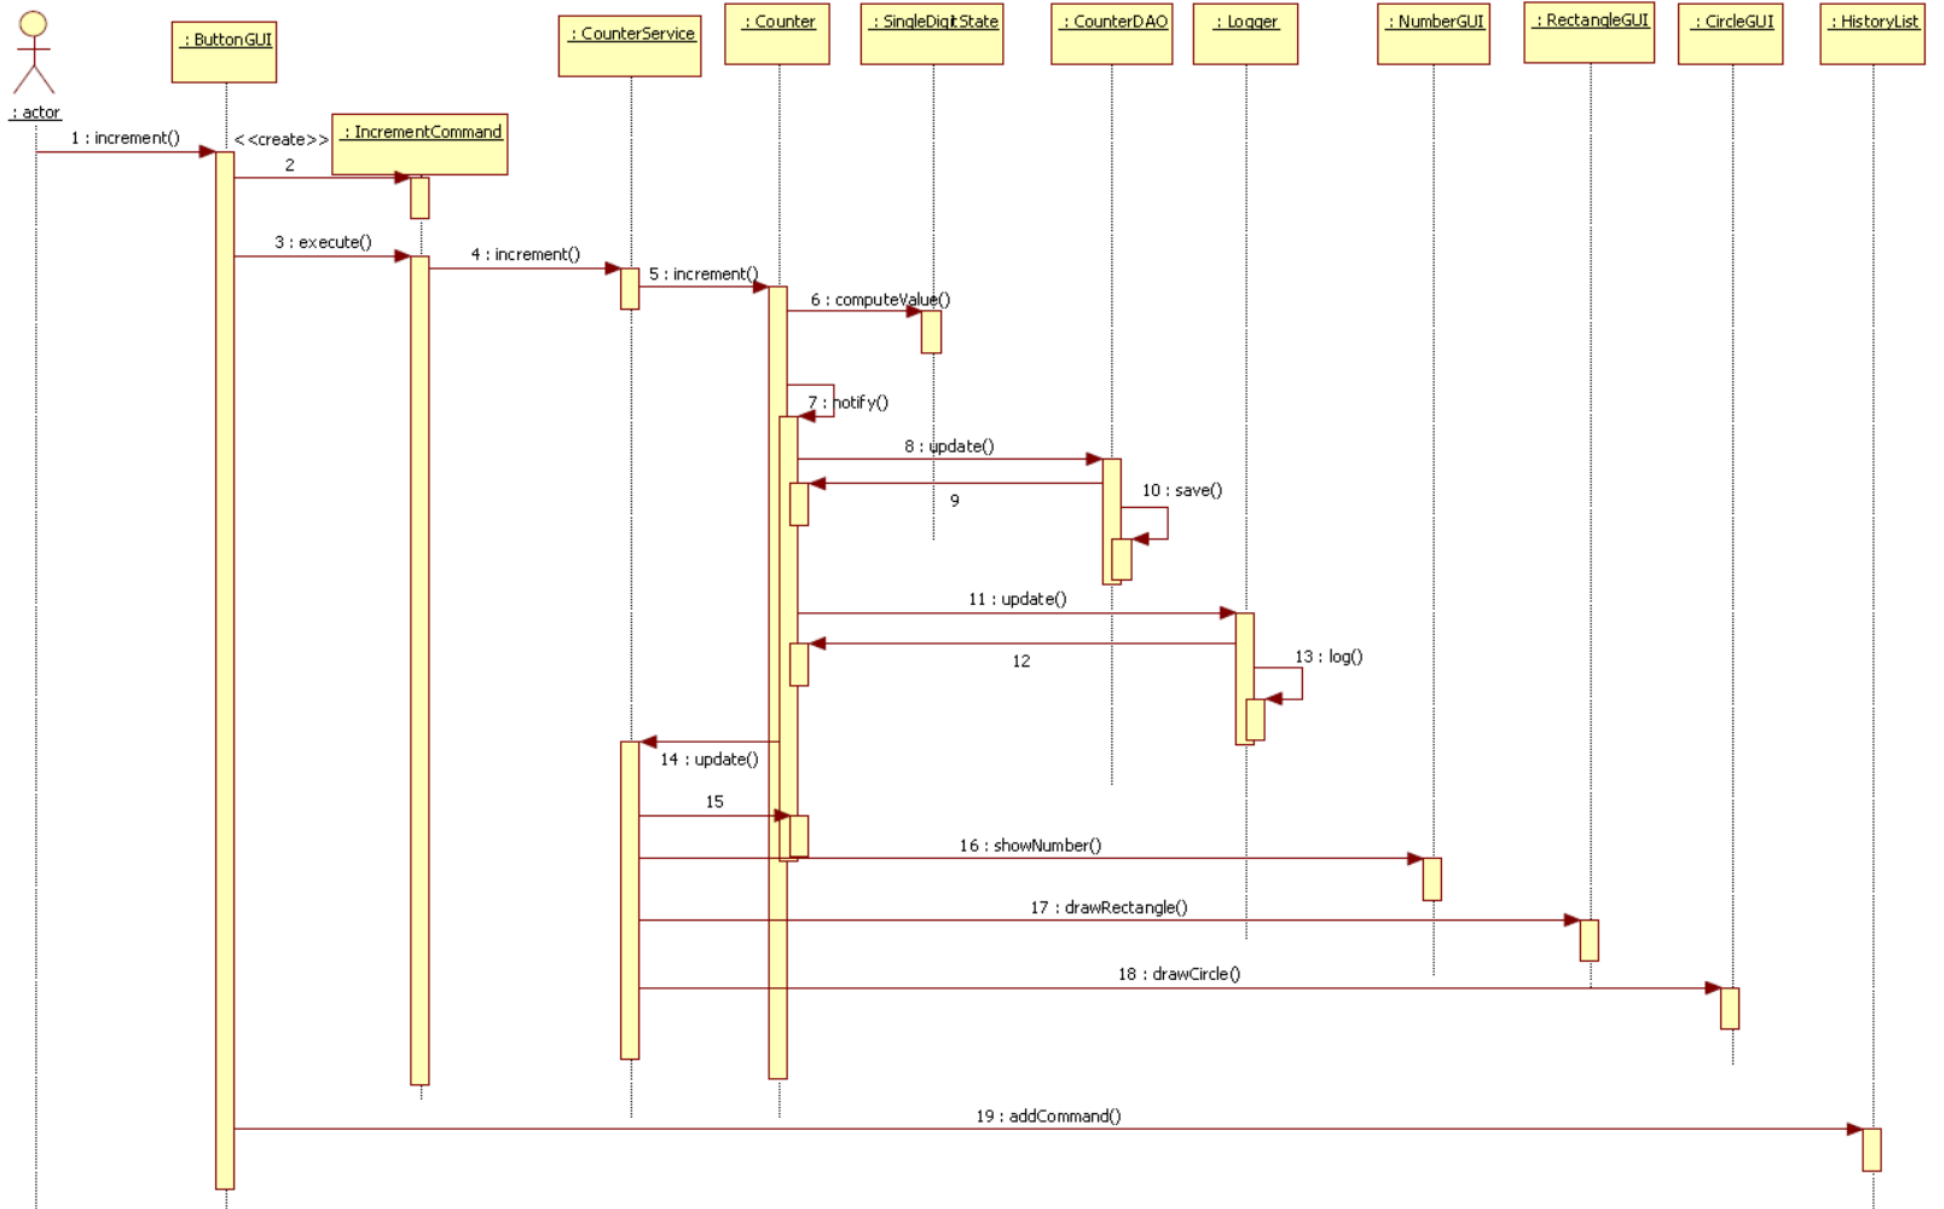 : actor
: ButtonGUI
: IncrementCommand
: CounterService
: Counter
: SingleDigitState
: CounterDAO
: Logger
: NumberGUI
: RectangleGUI
: CircleGUI
: HistoryList
1 : increment()
<<create>>
2
3 : execute()
4 : increment()
5 : increment()
6 : computeValue()
7 : notify()
8 : update()
9
10 : save()
11 : update()
12
13 : log()
14 : update()
15
16 : showNumber()
17 : drawRectangle()
18 : drawCircle()
19 : addCommand()